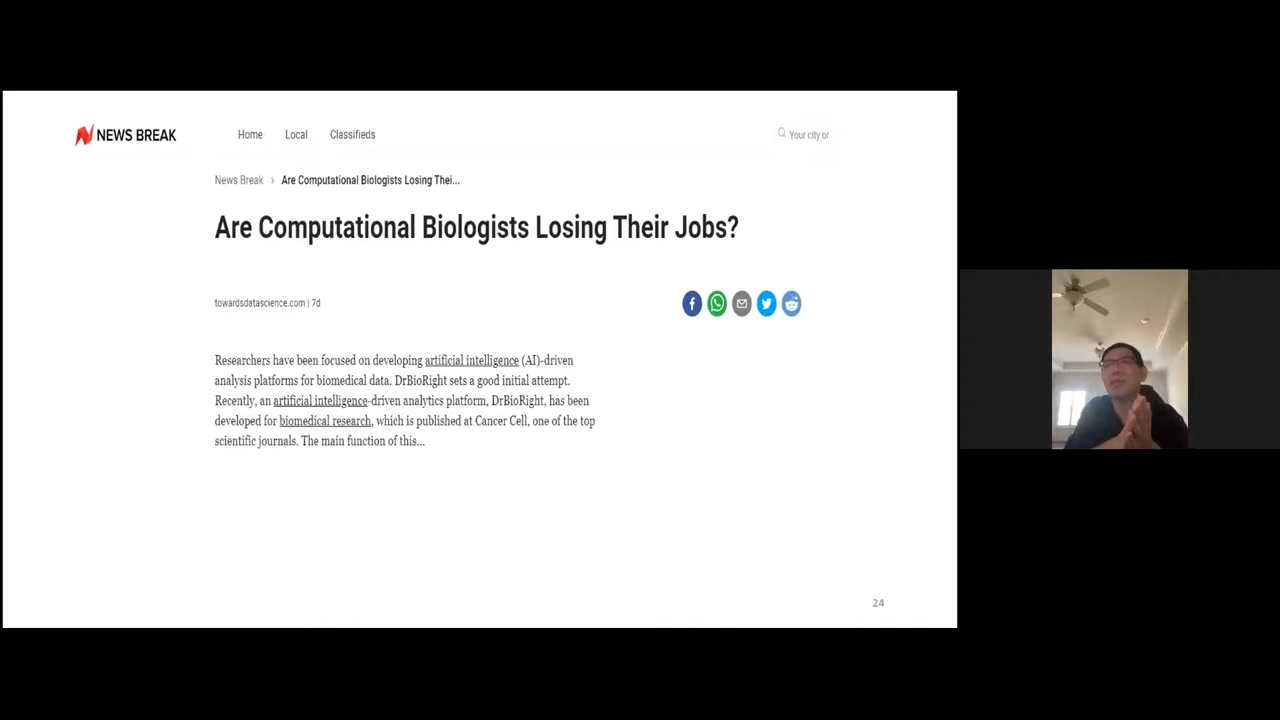 NEWS BREAK
Home Local Classifieds
Your city or
News Break › Are Computational Biologists Losing Thei...
Are Computational Biologists Losing Their Jobs?
towardsdatascience.com | 7d
Researchers have been focused on developing artificial intelligence (AI)-driven
analysis platforms for biomedical data. DrBioRight sets a good initial attempt.
Recently, an artificial intelligence-driven analytics platform, DrBioRight, has been
developed for biomedical research, which is published at Cancer Cell, one of the top
scientific journals. The main function of this...
24